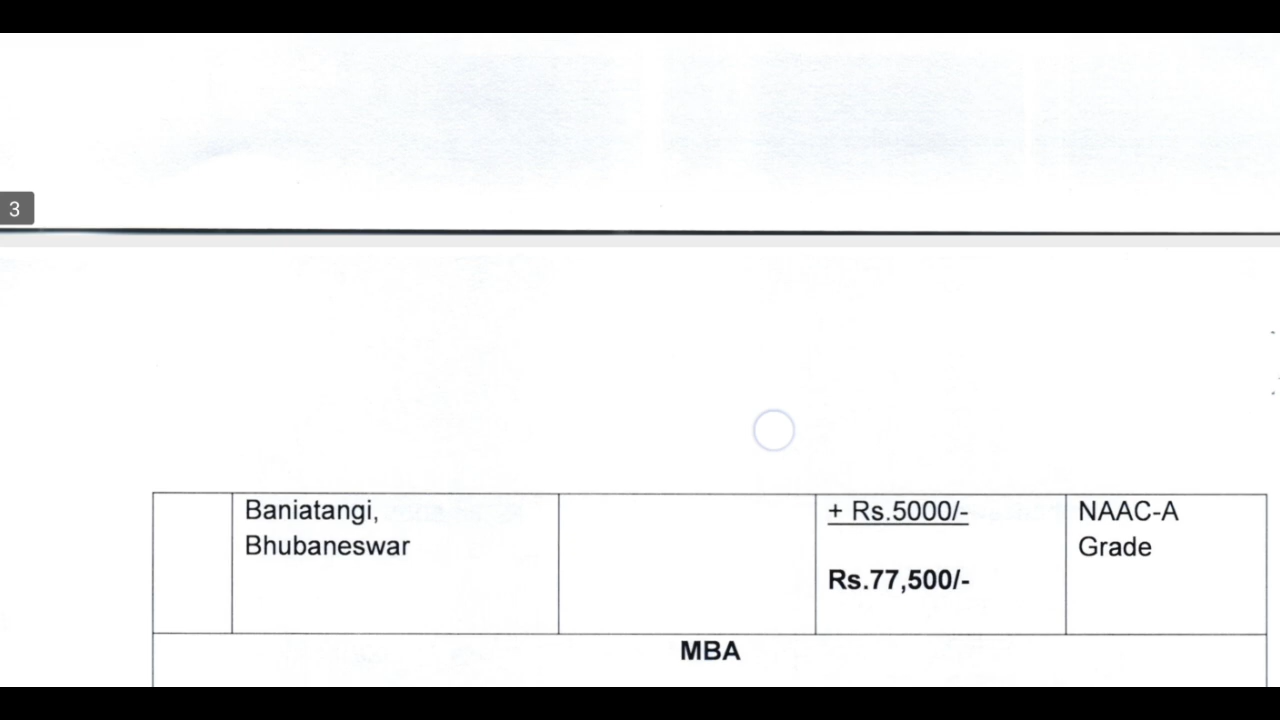 3
Baniatangi,
Bhubaneswar
+ Rs.5000/-
Rs.77,500/-
NAAC-A
Grade
MBA